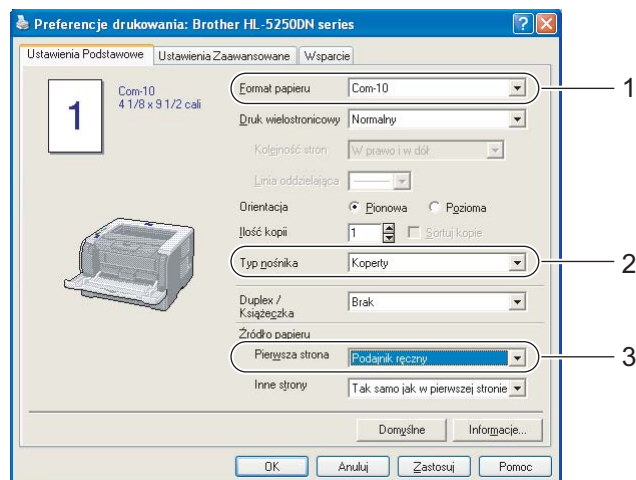 Preferencje drukowania: Brother HL-5250DN series
Ustawienia Podstawowe Ustawienia Zaawansowane Wsparcie
1
Com-10
4 1/8 x 9 1/2 cali
Format papieru Com-10 1
Druk wielostronicowy Normalny
Kolejność stron W prawo i w dół
Linia oddzielająca
Orientacja Pionowa Pozioma
Ilość kopii 1 Sortuj kopie
Typ nośnika Koperty 2
Duplex / Brak
Książeczka
Źródło papieru
Pierwsza strona Podajnik ręczny 3
Inne strony Tak samo jak w pierwszej stronie
Domyślne Informacje...
OK Anuluj Zastosuj Pomoc